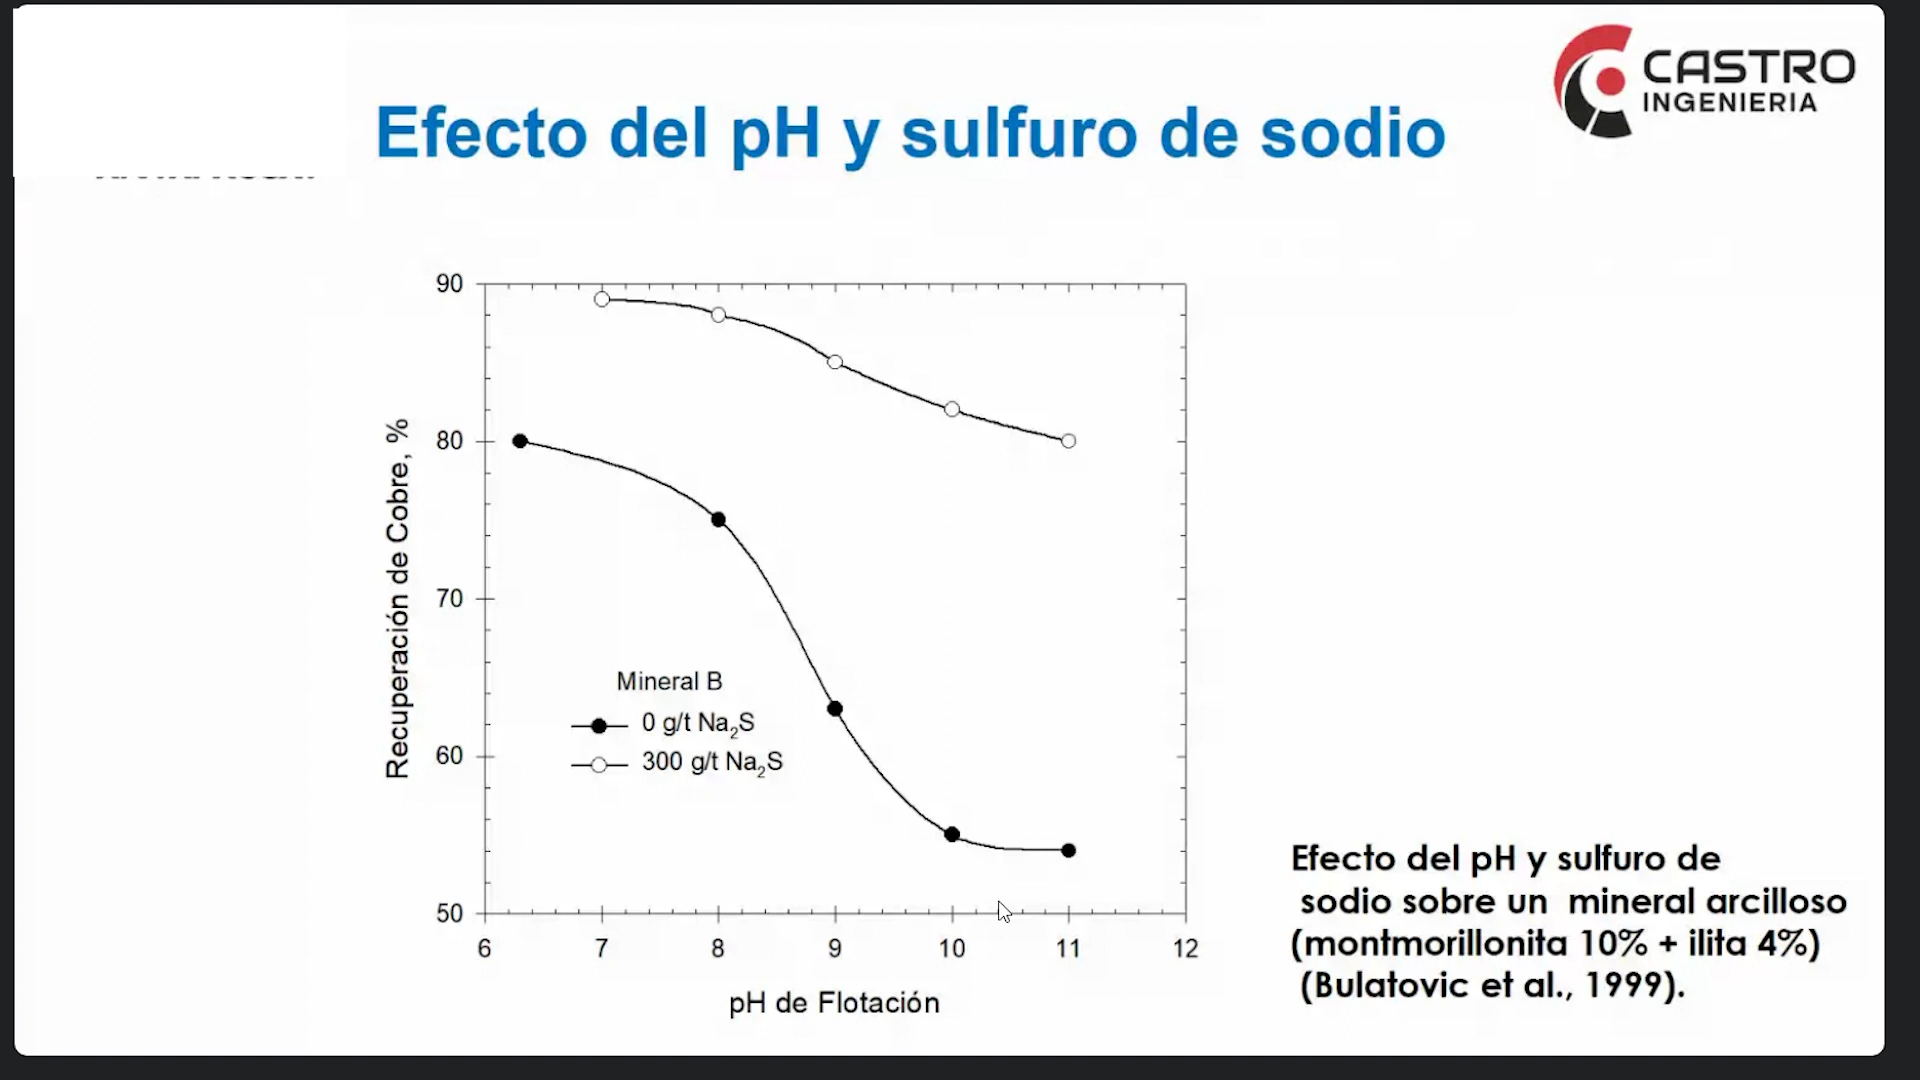 CASTRO
INGENIERIA
Efecto del pH y sulfuro de sodio
90
80
70
60
50
Recuperación de Cobre, %
Mineral B
0 g/t Na₂S
300 g/t Na₂S
6 7 8 9 10 11 12
pH de Flotación
Efecto del pH y sulfuro de
sodio sobre un mineral arcilloso
(montmorillonita 10% + ilita 4%)
(Bulatovic et al., 1999).